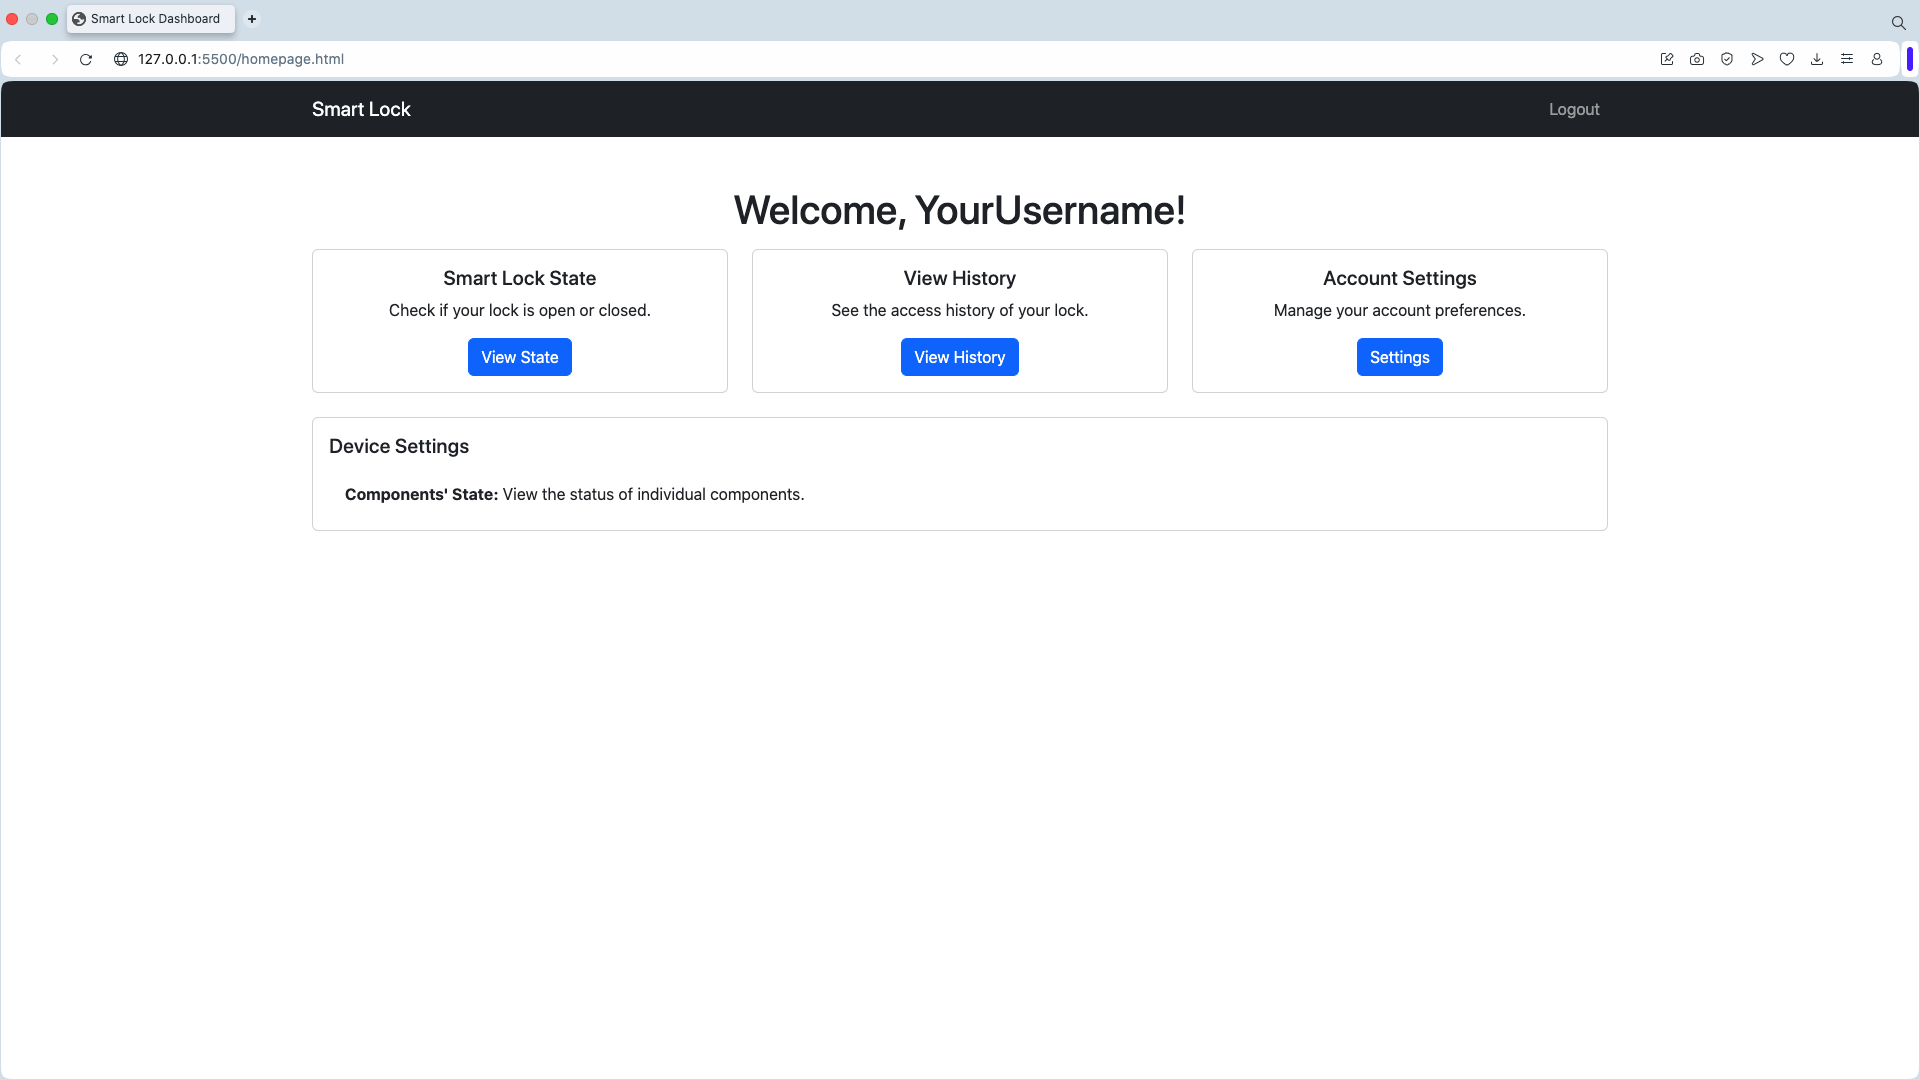 Smart Lock Dashboard
127.0.0.1:5500/homepage.html
Smart Lock
Logout
Welcome, YourUsername!
Smart Lock State
Check if your lock is open or closed.
View State
View History
See the access history of your lock.
View History
Account Settings
Manage your account preferences.
Settings
Device Settings
Components' State: View the status of individual components.